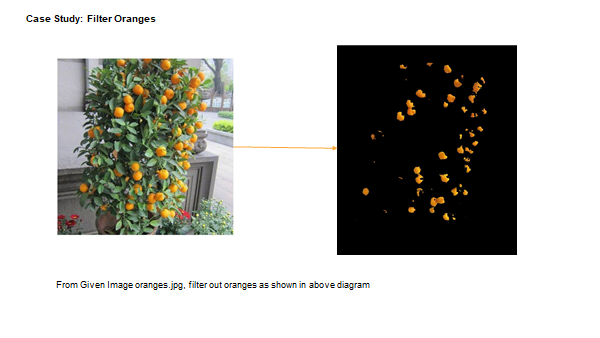 Case Study: Filter Oranges
From Given Image oranges.jpg, filter out oranges as shown in above diagram